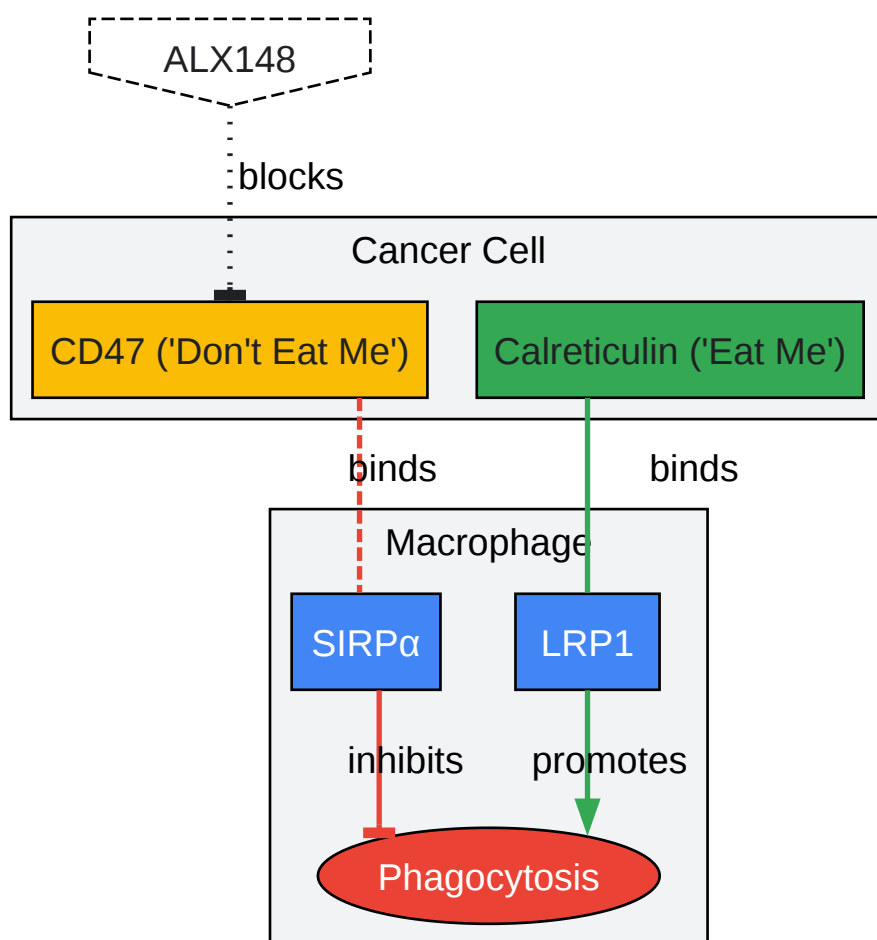 ALX148
blocks
Cancer Cell
CD47 ('Don't Eat Me')
Calreticulin ('Eat Me')
binds
binds
Macrophage
SIRPα
LRP1
inhibits
promotes
Phagocytosis